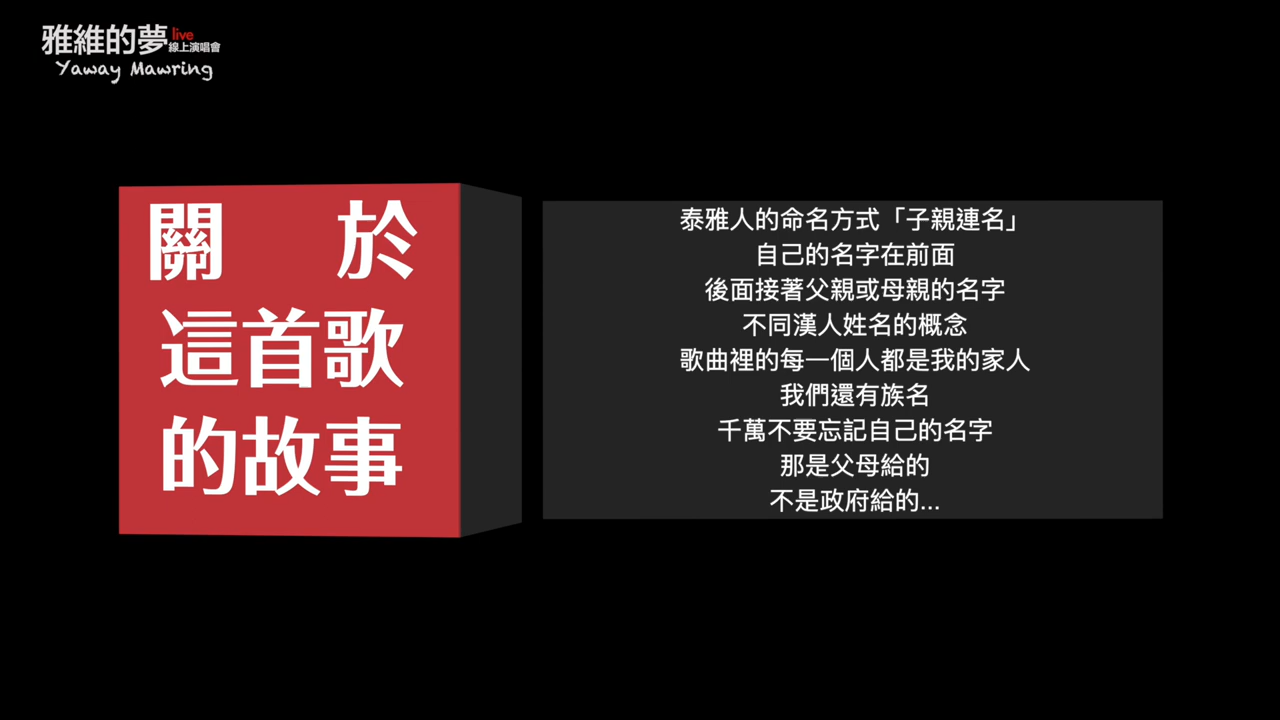 雅維的夢 live
線上演唱會
Yaway Mawring
關 於
這首歌
的故事
泰雅人的命名方式「子親連名」
自己的名字在前面
後面接著父親或母親的名字
不同漢人姓名的概念
歌曲裡的每一個人都是我的家人
我們還有族名
千萬不要忘記自己的名字
那是父母給的
不是政府給的...